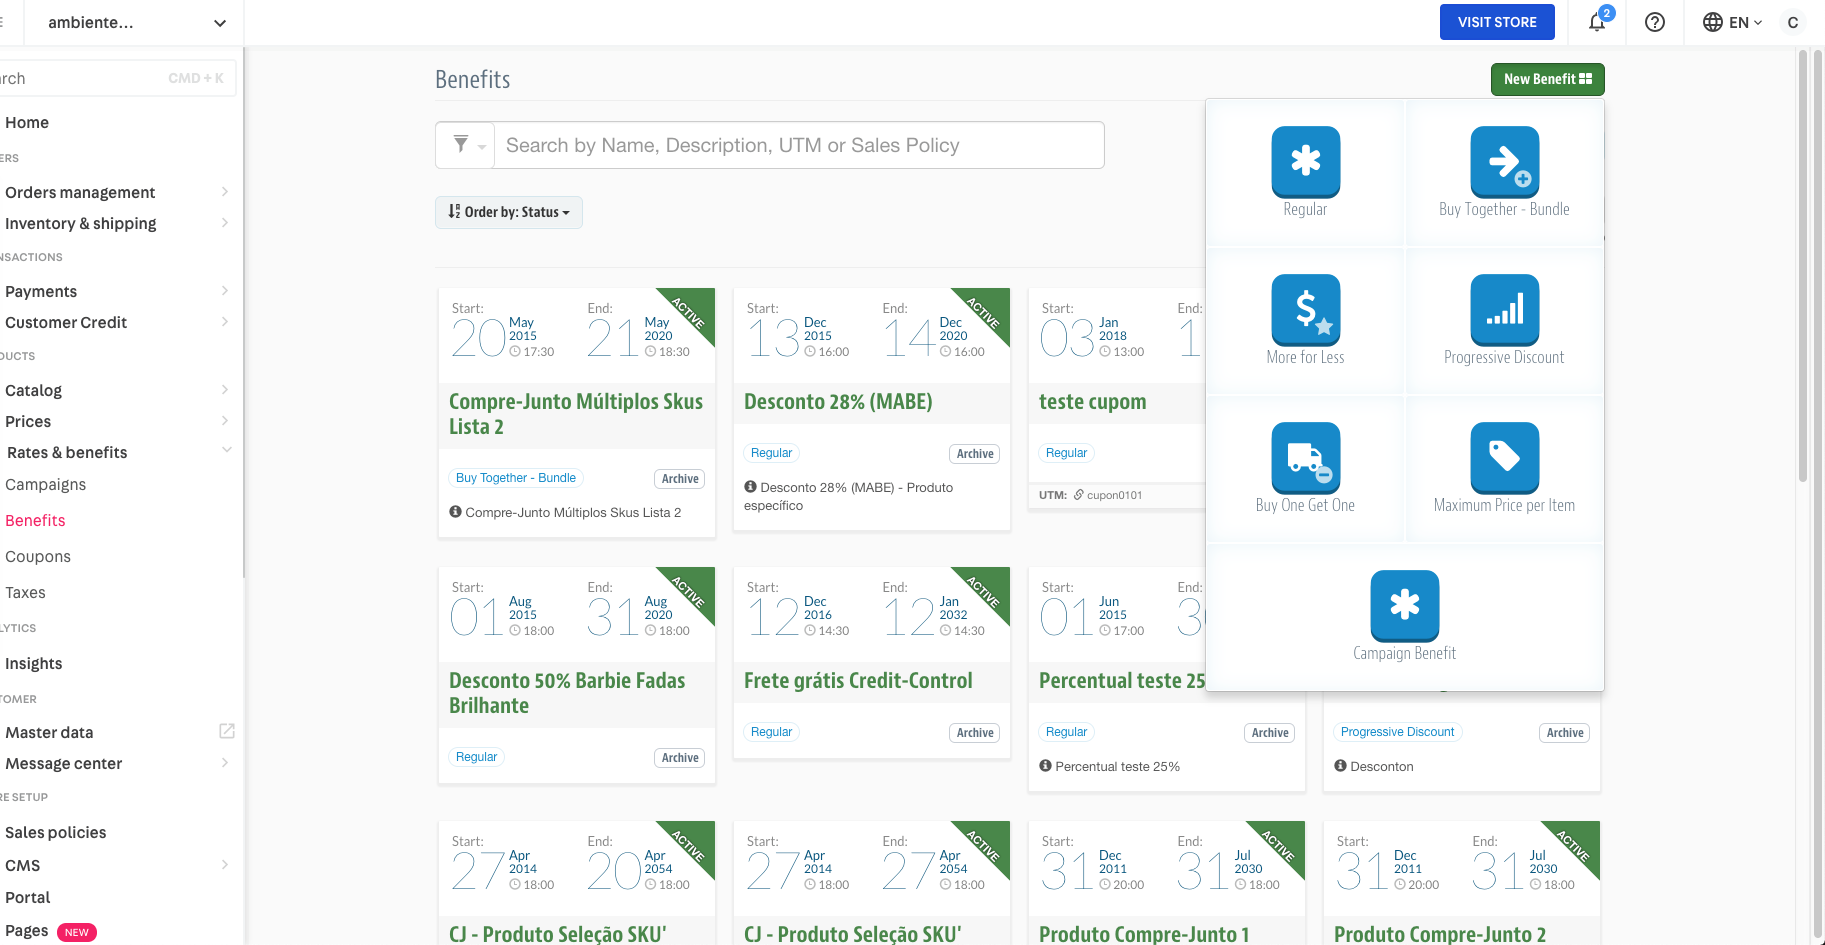 ambiente...
VISIT STORE
2
EN
C
rch
CMD + K
Home
ERS
Orders management
Inventory & shipping
NSACTIONS
Payments
Customer Credit
DUCTS
Catalog
Prices
Rates & benefits
Campaigns
Benefits
Coupons
Taxes
LYTICS
Insights
TOMER
Master data
Message center
RE SETUP
Sales policies
CMS
Portal
Pages NEW
Benefits
New Benefit
Search by Name, Description, UTM or Sales Policy
Order by: Status
Regular
Buy Together - Bundle
More for Less
Progressive Discount
Buy One Get One
Maximum Price per Item
Campaign Benefit
Start: 20 May 2015 17:30
End: 21 May 2020 18:30
ACTIVE
Compre-Junto Múltiplos Skus
Lista 2
Buy Together - Bundle
Archive
Compre-Junto Múltiplos Skus Lista 2
Start: 13 Dec 2015 16:00
End: 14 Dec 2020 16:00
ACTIVE
Desconto 28% (MABE)
Regular
Archive
Desconto 28% (MABE) - Produto
específico
Start: 03 Jan 2018 13:00
End: 1
teste cupom
Regular
UTM: cupon0101
Start: 01 Aug 2015 18:00
End: 31 Aug 2020 18:00
ACTIVE
Desconto 50% Barbie Fadas
Brilhante
Regular
Archive
Start: 12 Dec 2016 14:30
End: 12 Jan 2032 14:30
ACTIVE
Frete grátis Credit-Control
Regular
Archive
Start: 01 Jun 2015 17:00
End: 3
Percentual teste 25
Regular
Archive
Percentual teste 25%
Progressive Discount
Archive
Desconton
Start: 27 Apr 2014 18:00
End: 20 Apr 2054 18:00
ACTIVE
CJ - Produto Seleção SKU'
Start: 27 Apr 2014 18:00
End: 27 Apr 2054 18:00
ACTIVE
CJ - Produto Seleção SKU'
Start: 31 Dec 2011 20:00
End: 31 Jul 2030 18:00
ACTIVE
Produto Compre-Junto 1
Start: 31 Dec 2011 20:00
End: 31 Jul 2030 18:00
ACTIVE
Produto Compre-Junto 2